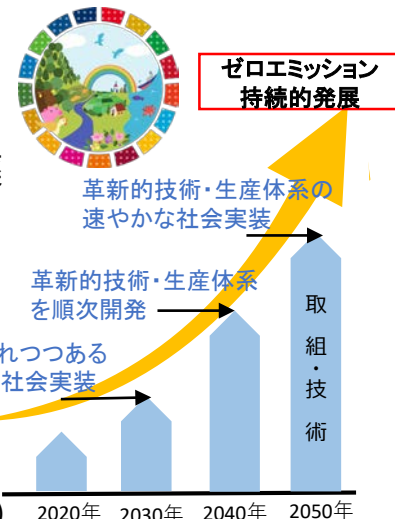 ゼロエミッション
持続的発展
革新的技術・生産体系の
速やかな社会実装
革新的技術・生産体系
を順次開発
れつつある
社会実装
取
組
・
技
術
2020年
2030年
2040年
2050年